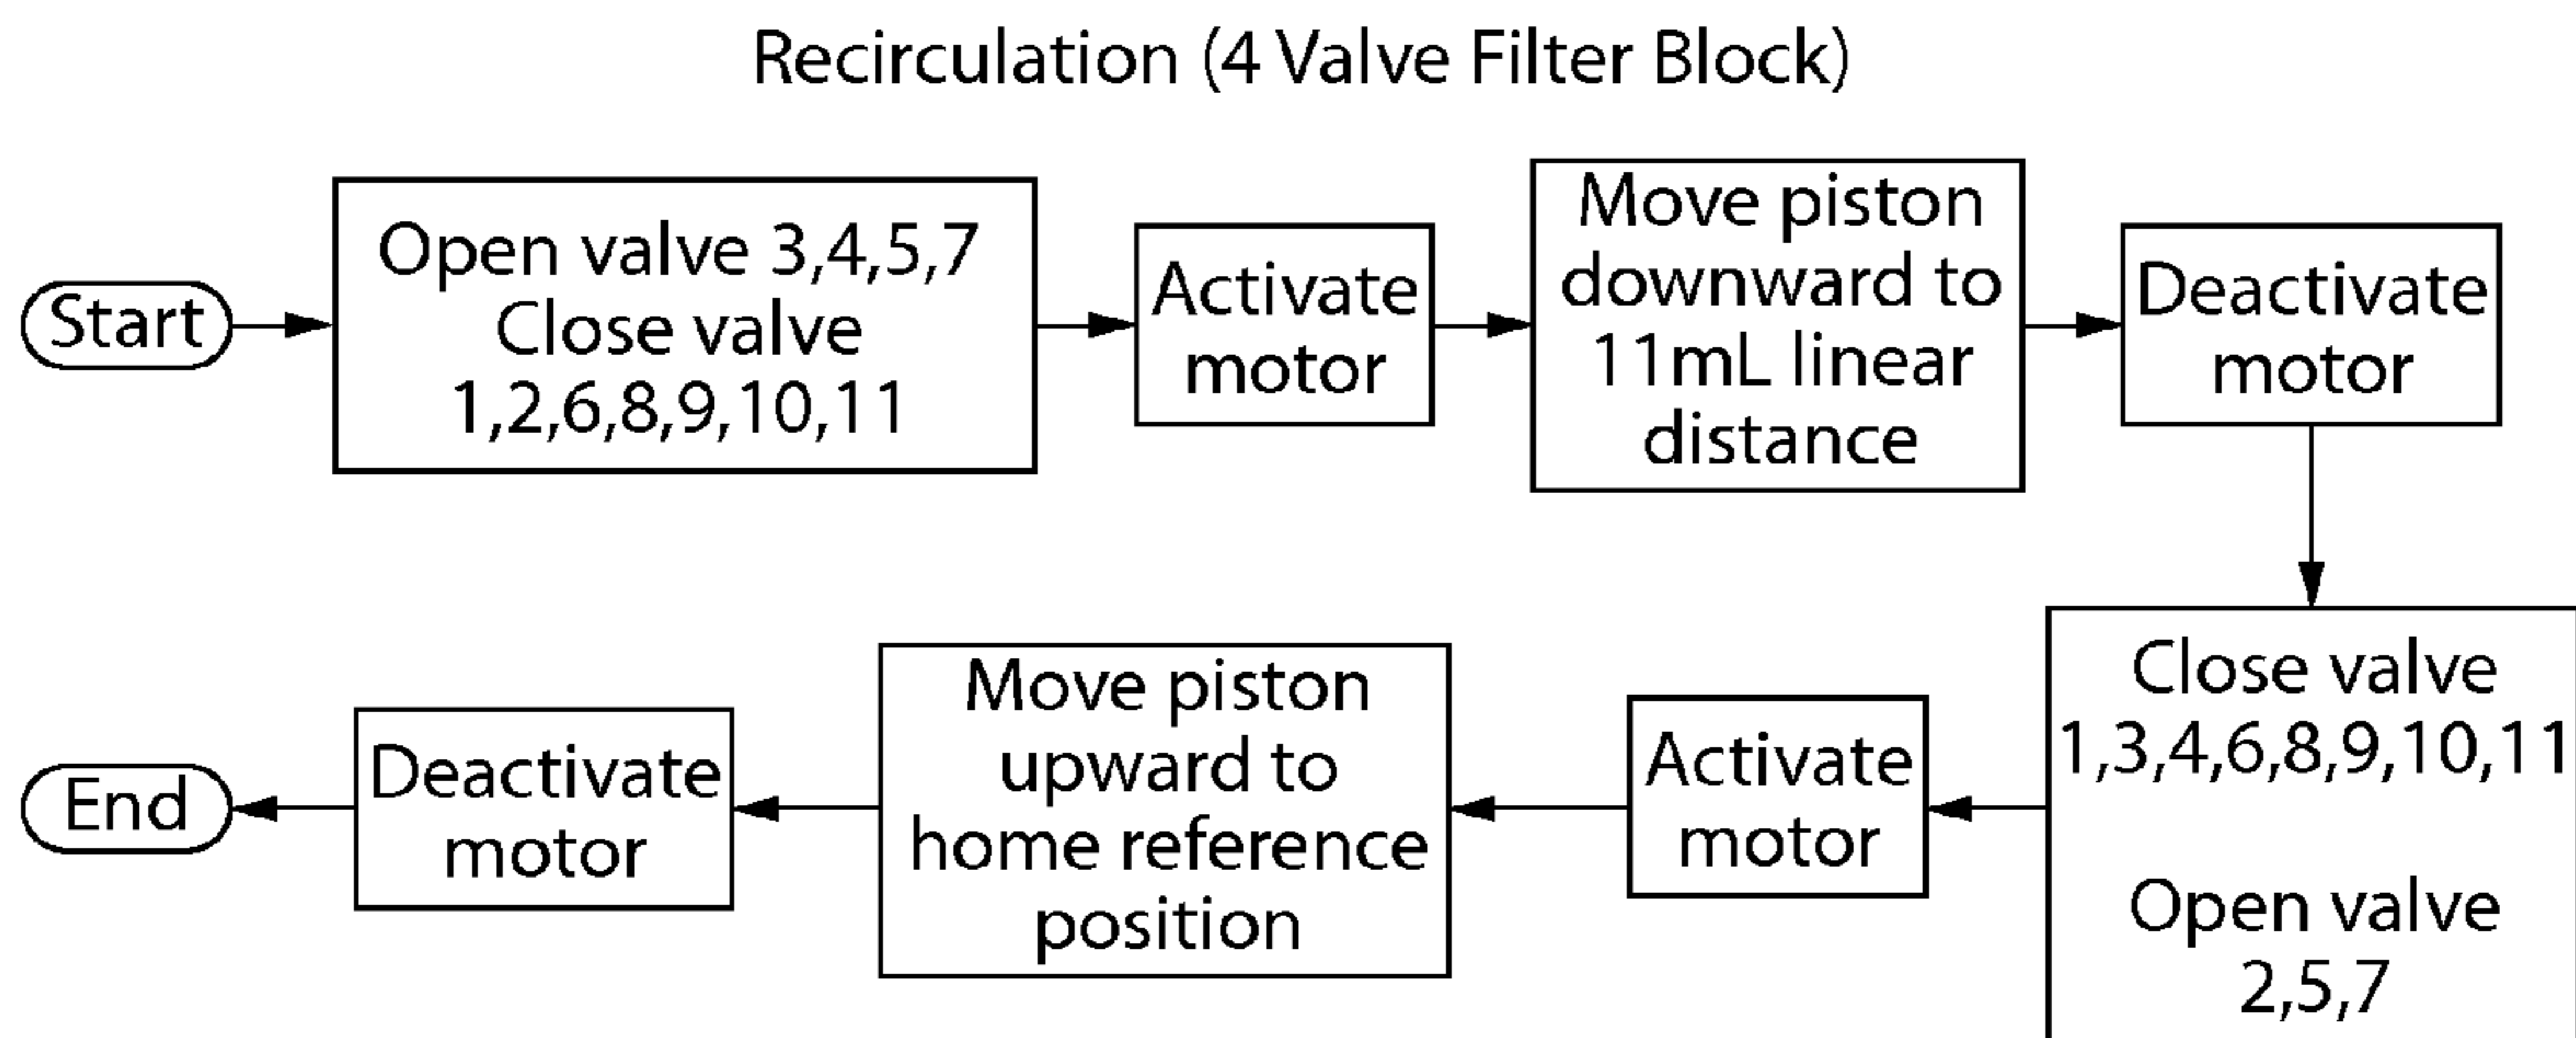 Recirculation (4 Valve Filter Block)
Start
Open valve 3,4,5,7
Close valve
1,2,6,8,9,10,11
Activate
motor
Move piston
downward to
11mL linear
distance
Deactivate
motor
Close valve
1,3,4,6,8,9,10,11
Open valve
2,5,7
Activate
motor
Move piston
upward to
home reference
position
Deactivate
motor
End